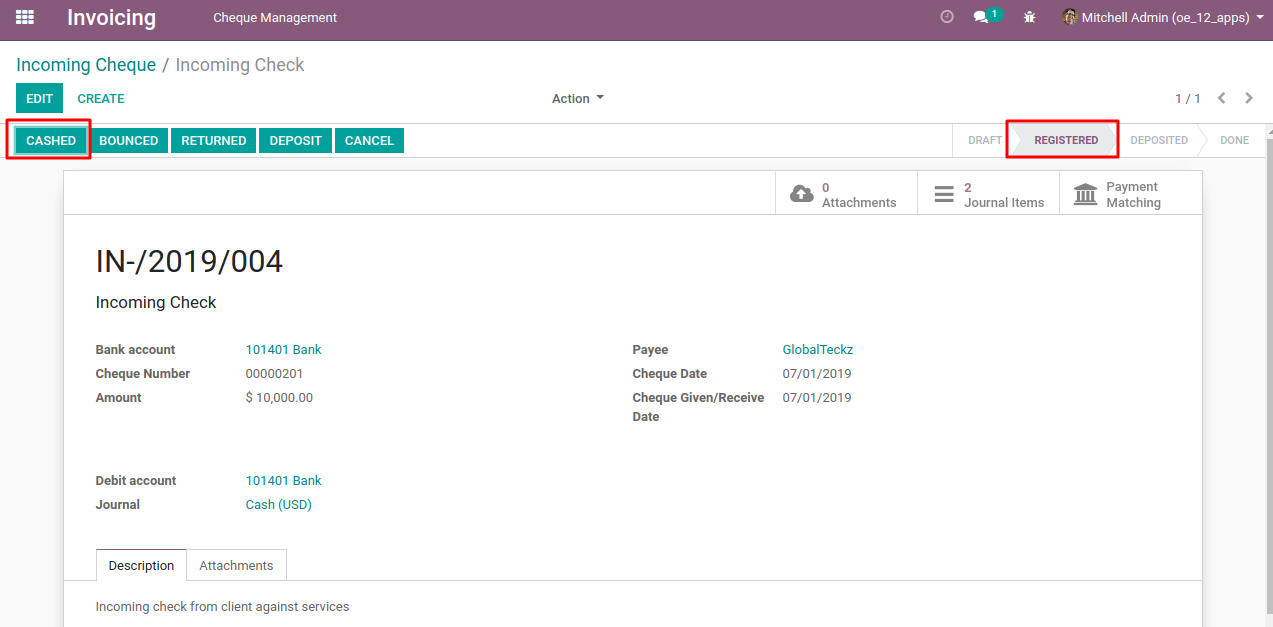 Invoicing Cheque Management 1 Mitchell Admin (oe_12_apps)
Incoming Cheque / Incoming Check
EDIT CREATE Action 1 / 1
CASHED BOUNCED RETURNED DEPOSIT CANCEL DRAFT REGISTERED DEPOSITED DONE
0 Attachments
2 Journal Items
Payment
Matching
IN-/2019/004
Incoming Check
Bank account 101401 Bank Payee GlobalTeckz
Cheque Number 00000201 Cheque Date 07/01/2019
Amount $ 10,000.00 Cheque Given/Receive 07/01/2019
Date
Debit account 101401 Bank
Journal Cash (USD)
Description Attachments
Incoming check from client against services